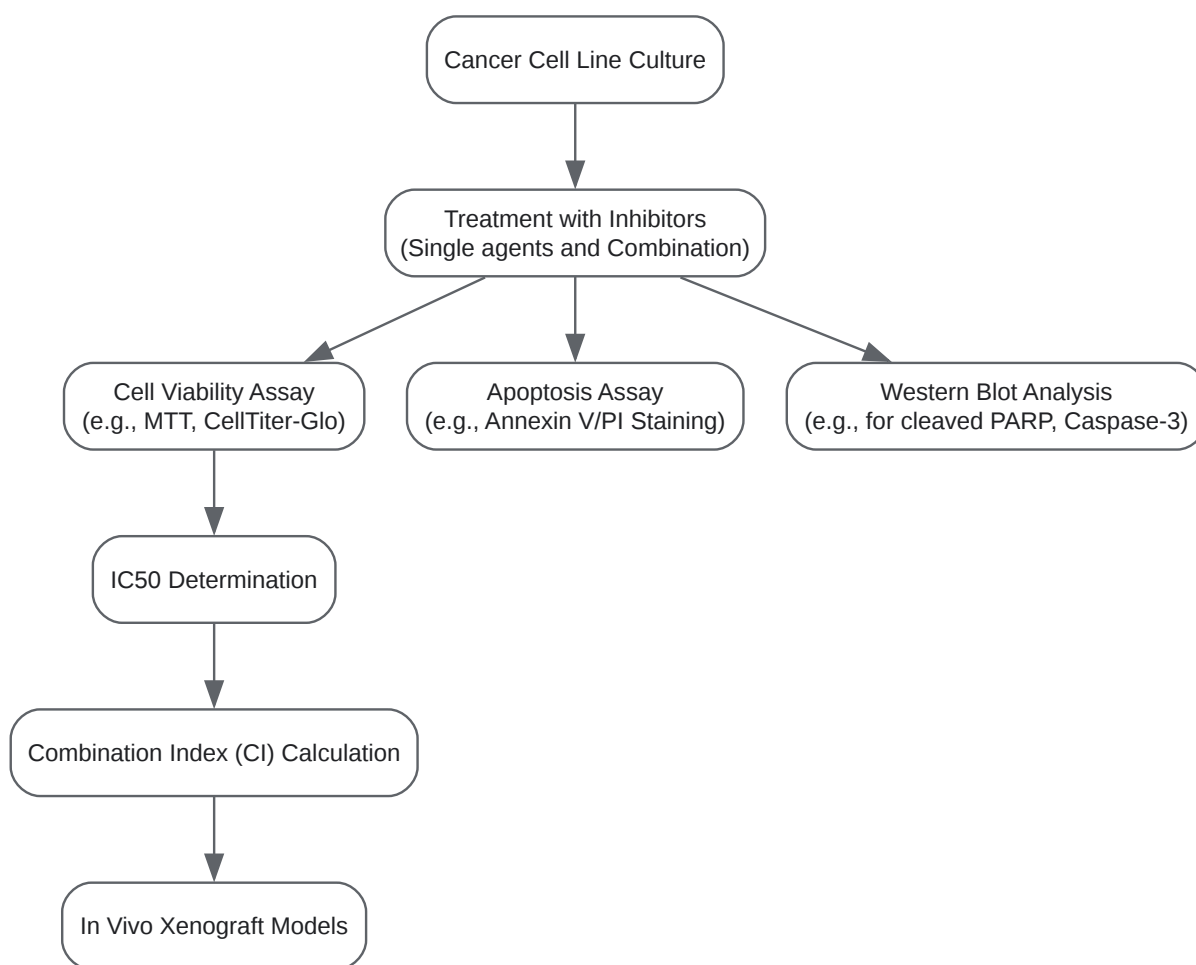 Cancer Cell Line Culture
Treatment with Inhibitors
(Single agents and Combination)
Cell Viability Assay
(e.g., MTT, CellTiter-Glo)
Apoptosis Assay
(e.g., Annexin V/PI Staining)
Western Blot Analysis
(e.g., for cleaved PARP, Caspase-3)
IC50 Determination
Combination Index (CI) Calculation
In Vivo Xenograft Models